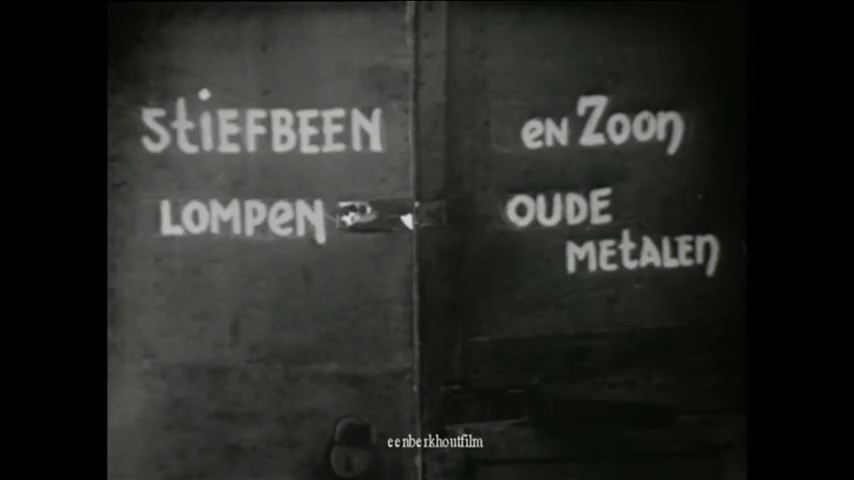 STiEFBEEN en Zoon
LOMPEN OUDE
METALEN
eenberkhoutfilm